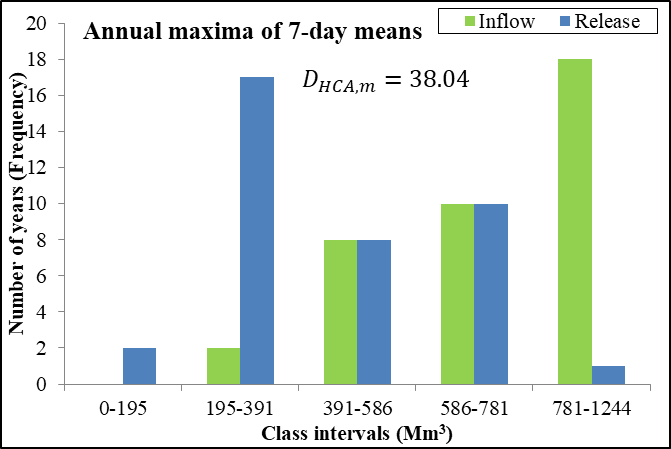 Inflow Release
Annual maxima of 7-day means
D_{HCA,m} = 38.04
Number of years (Frequency)
20
18
16
14
12
10
8
6
4
2
0
0-195 195-391 391-586 586-781 781-1244
Class intervals (Mm³)